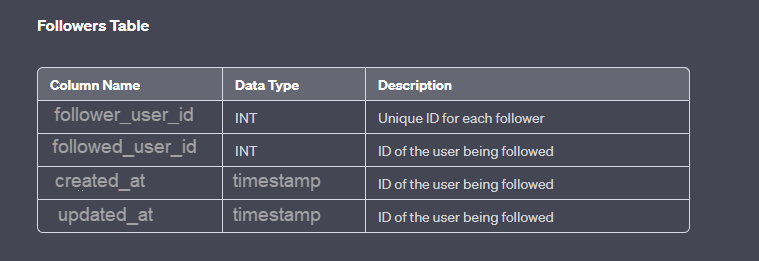 Followers Table
Column Name Data Type Description
follower_user_id INT Unique ID for each follower
followed_user_id INT ID of the user being followed
created_at timestamp ID of the user being followed
updated_at timestamp ID of the user being followed